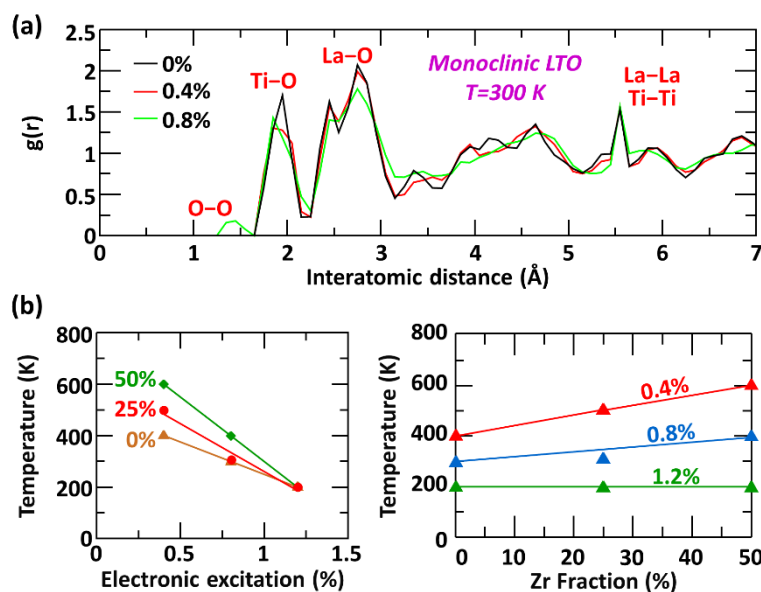 (a)
2.5
2
1.5
1
0.5
0
g(r)
0%
0.4%
0.8%
Ti–O
La–O
Monoclinic LTO
T=300 K
La–La
Ti–Ti
O–O
0 1 2 3 4 5 6 7
Interatomic distance (Å)
(b)
800
600
400
200
0
Temperature (K)
50%
25%
0%
0 0.5 1 1.5
Electronic excitation (%)
800
600
400
200
0
Temperature (K)
0.4%
0.8%
1.2%
0 10 20 30 40 50
Zr Fraction (%)